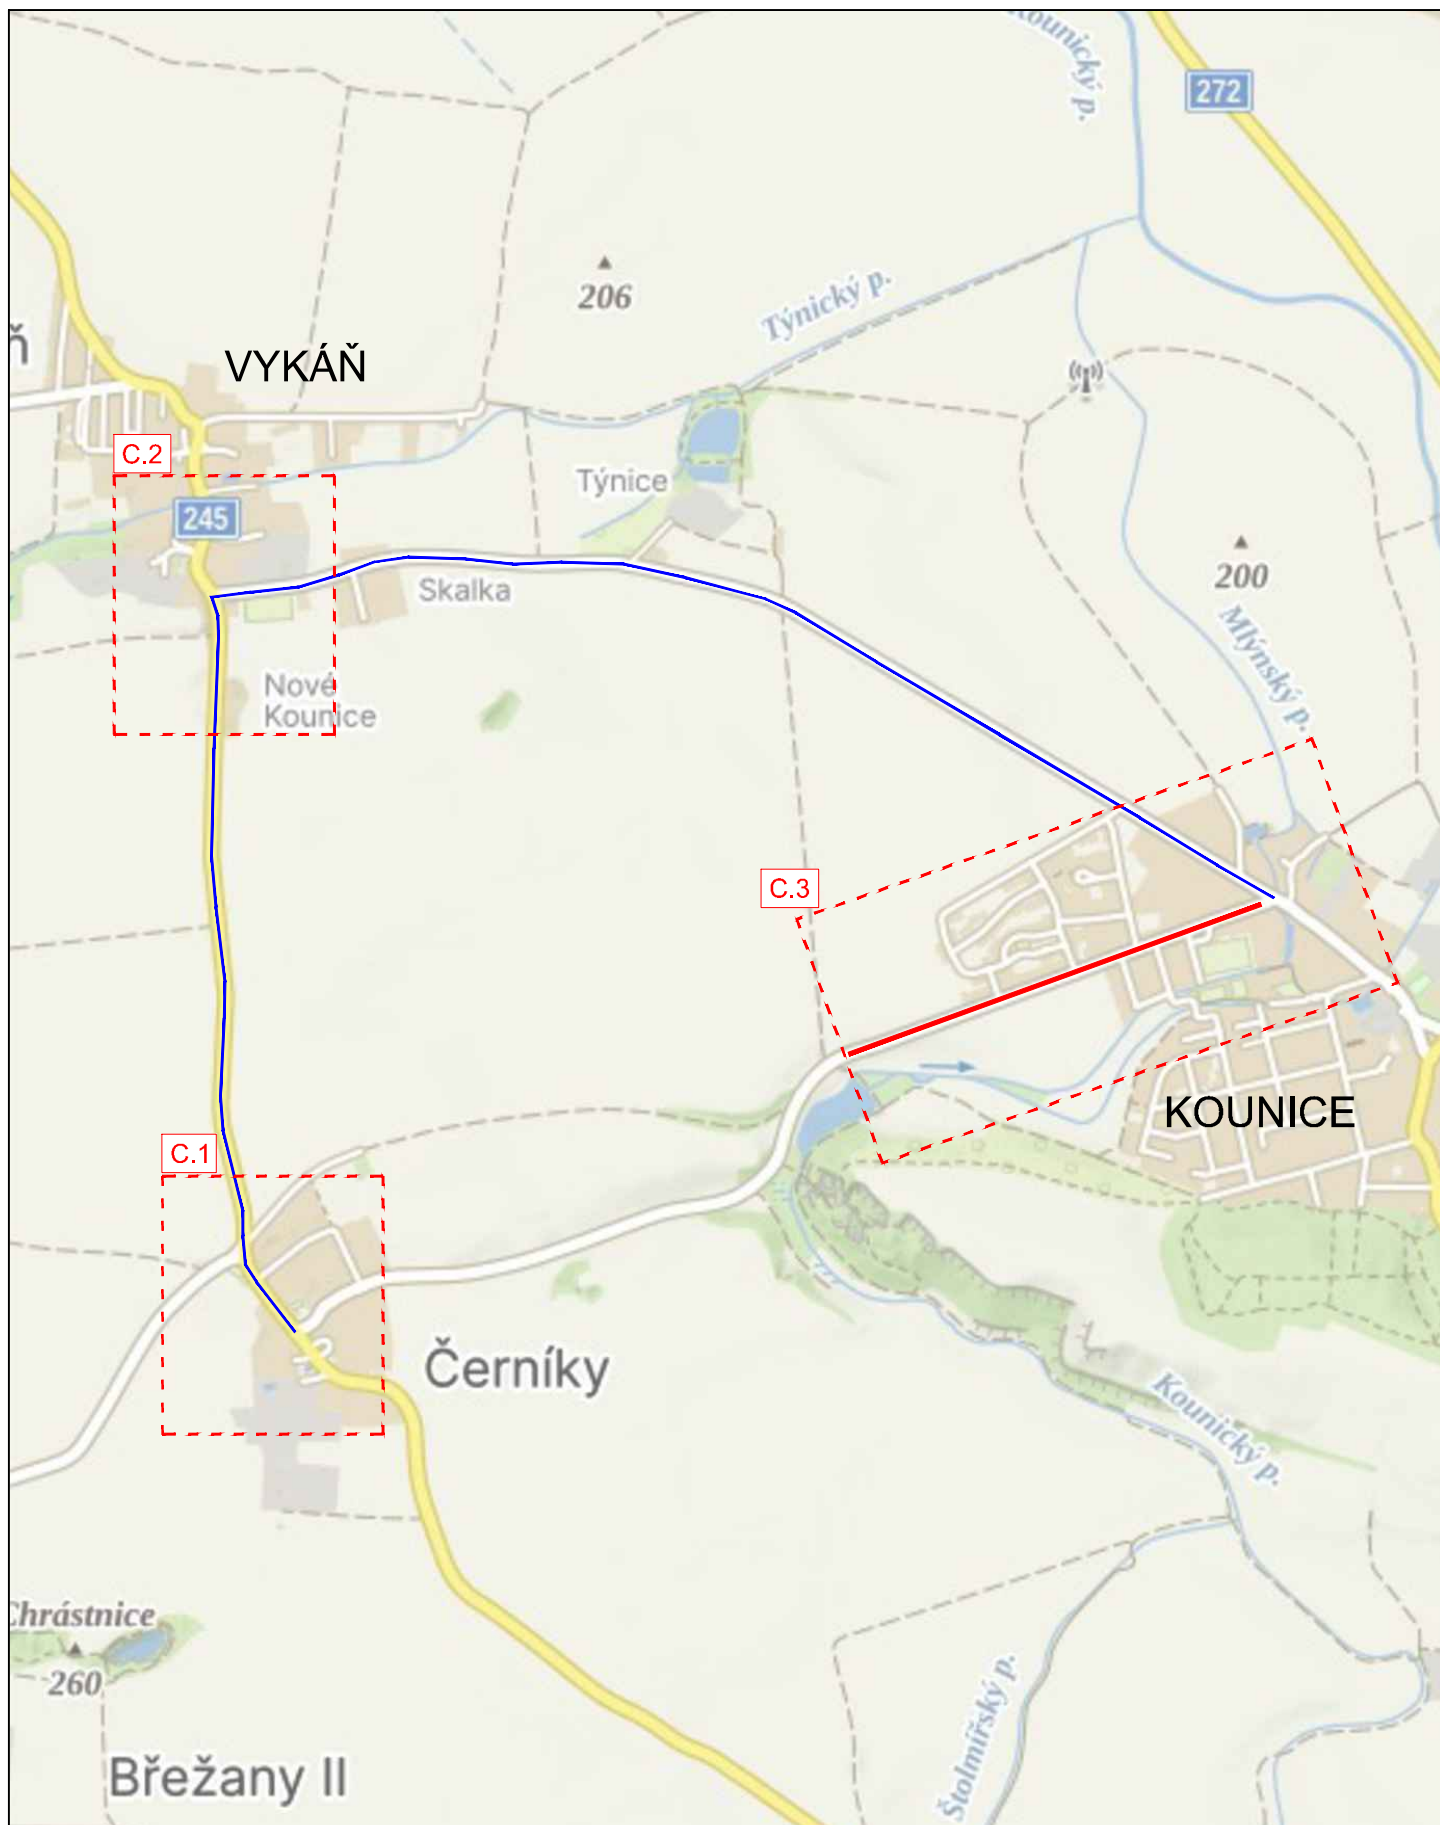 Kounický p.
272
206
Týnický p.
ň
VYKÁŇ
C.2
Týnice
245
200
Skalka
Mlýnský p.
Nové
Kounice
C.3
KOUNICE
C.1
Černíky
Kounický p.
Chrástnice
260
Štolmířský p.
Břežany II